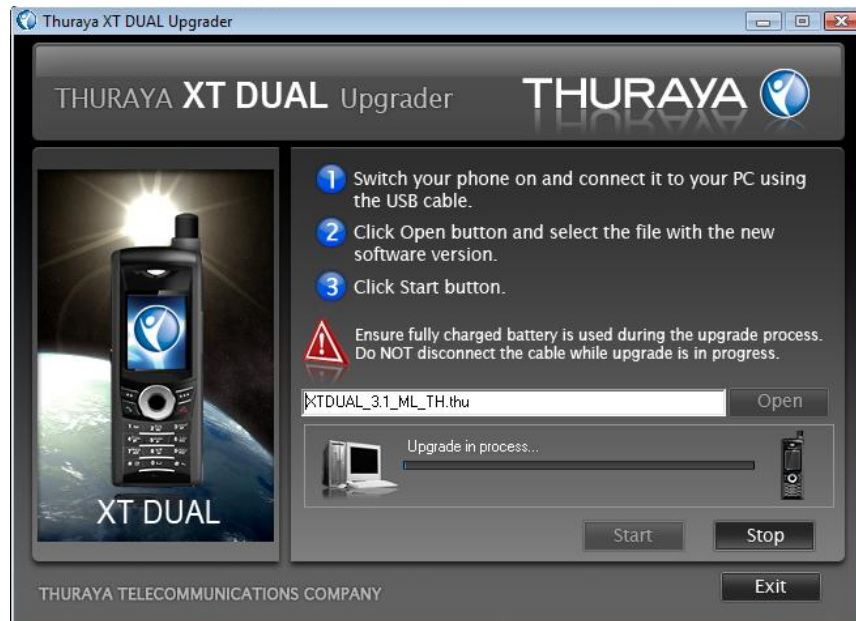 Thuraya XT DUAL Upgrader
THURAYA XT DUAL Upgrader
THURAYA
1 Switch your phone on and connect it to your PC using
the USB cable.
2 Click Open button and select the file with the new
software version.
3 Click Start button.
Ensure fully charged battery is used during the upgrade process.
Do NOT disconnect the cable while upgrade is in progress.
XTDUAL_3.1_ML_TH.thu
Open
Upgrade in process...
XT DUAL
Start
Stop
Exit
THURAYA TELECOMMUNICATIONS COMPANY